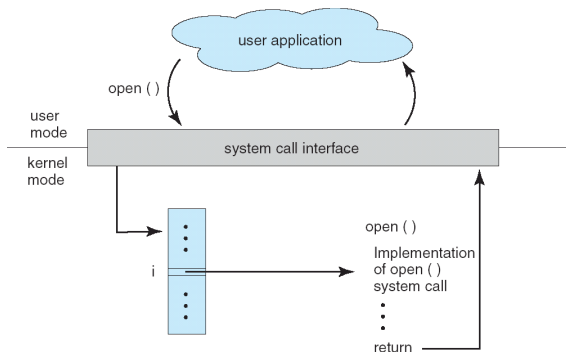 user application
open ( )
user
mode
system call interface
kernel
mode
open ( )
i
Implementation
of open ( )
system call
return